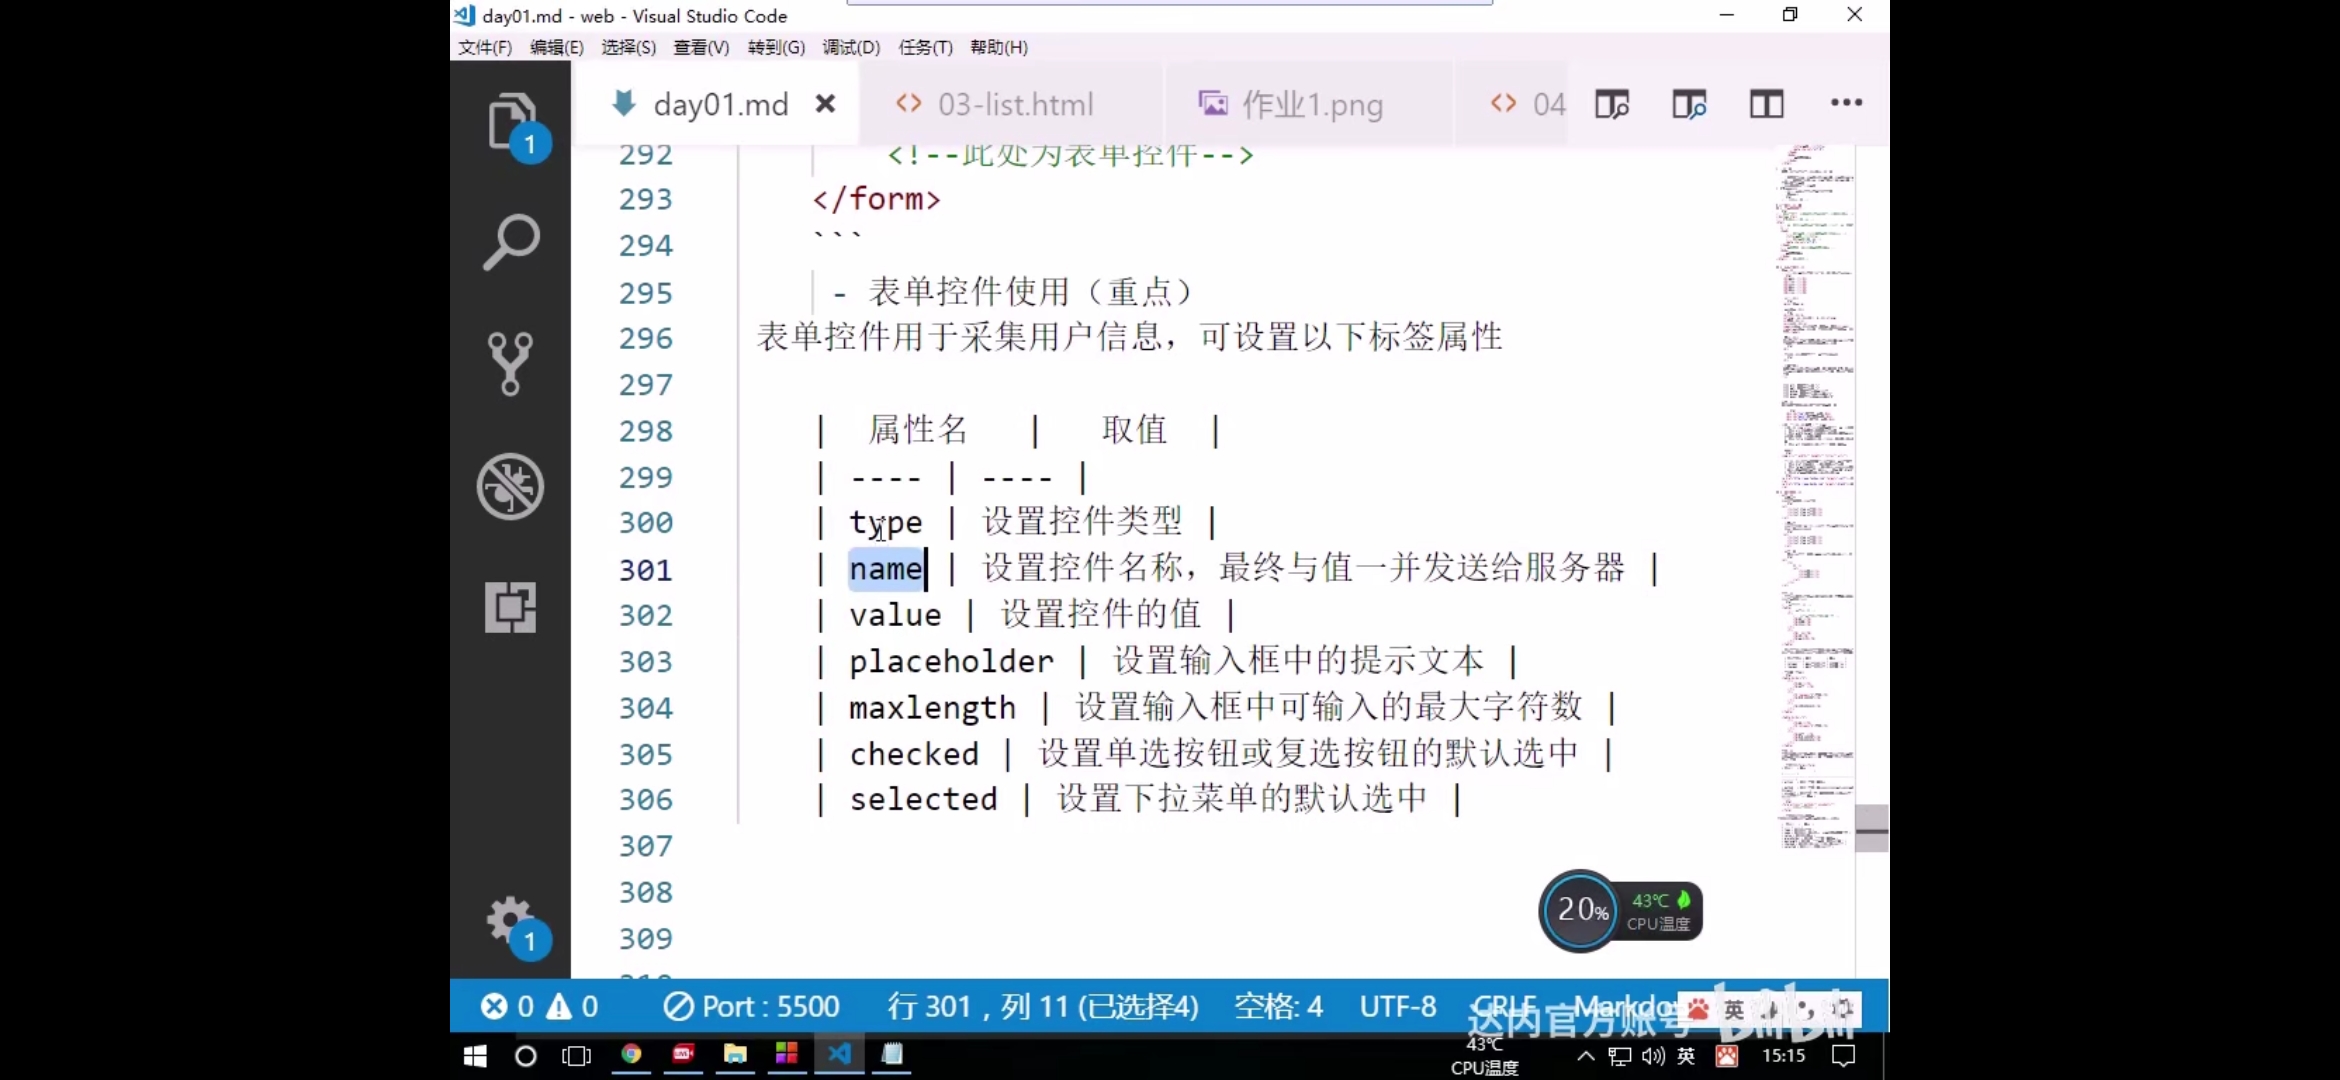 day01.md - web - Visual Studio Code
文件(F) 编辑(E) 选择(S) 查看(V) 转到(G) 调试(D) 任务(T) 帮助(H)
day01.md 03-list.html 作业1.png 04
1
292 <!--此处为表单控件-->
293 </form>
294 ```
295 - 表单控件使用（重点）
296 表单控件用于采集用户信息，可设置以下标签属性
297
298 | 属性名 | 取值 |
299 | ---- | ---- |
300 | type | 设置控件类型 |
301 | name | 设置控件名称，最终与值一并发送给服务器 |
302 | value | 设置控件的值 |
303 | placeholder | 设置输入框中的提示文本 |
304 | maxlength | 设置输入框中可输入的最大字符数 |
305 | checked | 设置单选按钮或复选按钮的默认选中 |
306 | selected | 设置下拉菜单的默认选中 |
307
308
309
1
20% 43℃
CPU温度
0 0 Port : 5500 行 301，列 11 (已选择4) 空格: 4 UTF-8 CRLF Markdo 英
达内官方账号 bilibili
43℃
CPU温度
英 15:15